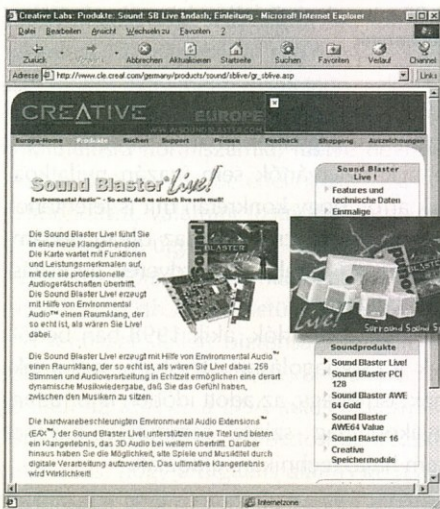 Creative Labs: Produkte: Sound: SB Live &ndash; Einleitung - Microsoft Internet Explorer
Datei Bearbeiten Ansicht Wechseln zu Favoriten ?
Zurück Abbrechen Aktualisieren Startseite Suchen Favoriten Verlauf Channel
Adresse http://www.cle.creaf.com/germany/products/sound/sblive/gr_sblive.asp Links
CREATIVE EUROPE
WWW.SOUNDBLASTER.COM
Europa-Home Produkte Suchen Support Presse Feedback Shopping Auszeichnungen
Sound Blaster Live!
Environmental Audio™ - So echt, daß es einfach live sein muß!
Die Sound Blaster Live! führt Sie
in eine neue Klangdimension.
Die Karte wartet mit Funktionen
und Leistungsmerkmalen auf,
mit der sie professionelle
Audiogerätschaften übertrifft.
Die Sound Blaster Live! erzeugt
mit Hilfe von Environmental
Audio™ einen Raumklang, der
so echt ist, als wären Sie Live!
dabei.
Die Sound Blaster Live! erzeugt mit Hilfe von Environmental Audio™
einen Raumklang, der so echt ist, als wären Sie Live! dabei. 256
Stimmen und Audioverarbeitung in Echtzeit ermöglichen eine derart
dynamische Musikwiedergabe, daß Sie das Gefühl haben,
zwischen den Musikern zu sitzen.
Die hardwarebeschleunigten Environmental Audio Extensions™
(EAX™) der Sound Blaster Live! unterstützen neue Titel und bieten
ein Klangerlebnis, das 3D Audio bei weitem übertrifft. Darüber
hinaus haben Sie die Möglichkeit, alte Spiele und Musiktitel durch
digitale Verarbeitung aufzuwerten. Das ultimative Klangerlebnis
wird Wirklichkeit!
Sound BLASTER
Sound Blaster
Live !
Features und
technische Daten
Einmalige
BLASTER
Live!
Surround Sound
Soundprodukte
Sound Blaster Live!
Sound Blaster PCI
128
Sound Blaster AWE
64 Gold
Sound Blaster
AWE64 Value
Sound Blaster 16
Creative
Speichermodule
Internetzone